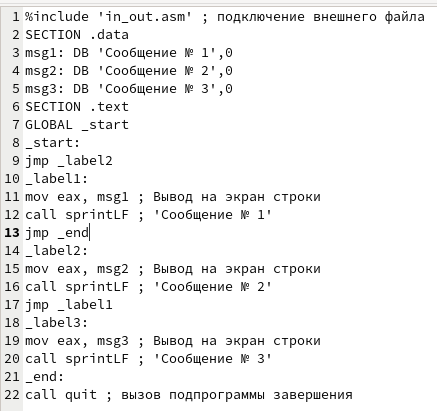 1 %include 'in_out.asm' ; подключение внешнего файла
2 SECTION .data
3 msg1: DB 'Сообщение № 1',0
4 msg2: DB 'Сообщение № 2',0
5 msg3: DB 'Сообщение № 3',0
6 SECTION .text
7 GLOBAL _start
8 _start:
9 jmp _label2
10 _label1:
11 mov eax, msg1 ; Вывод на экран строки
12 call sprintLF ; 'Сообщение № 1'
13 jmp _end
14 _label2:
15 mov eax, msg2 ; Вывод на экран строки
16 call sprintLF ; 'Сообщение № 2'
17 jmp _label1
18 _label3:
19 mov eax, msg3 ; Вывод на экран строки
20 call sprintLF ; 'Сообщение № 3'
21 _end:
22 call quit ; вызов подпрограммы завершения